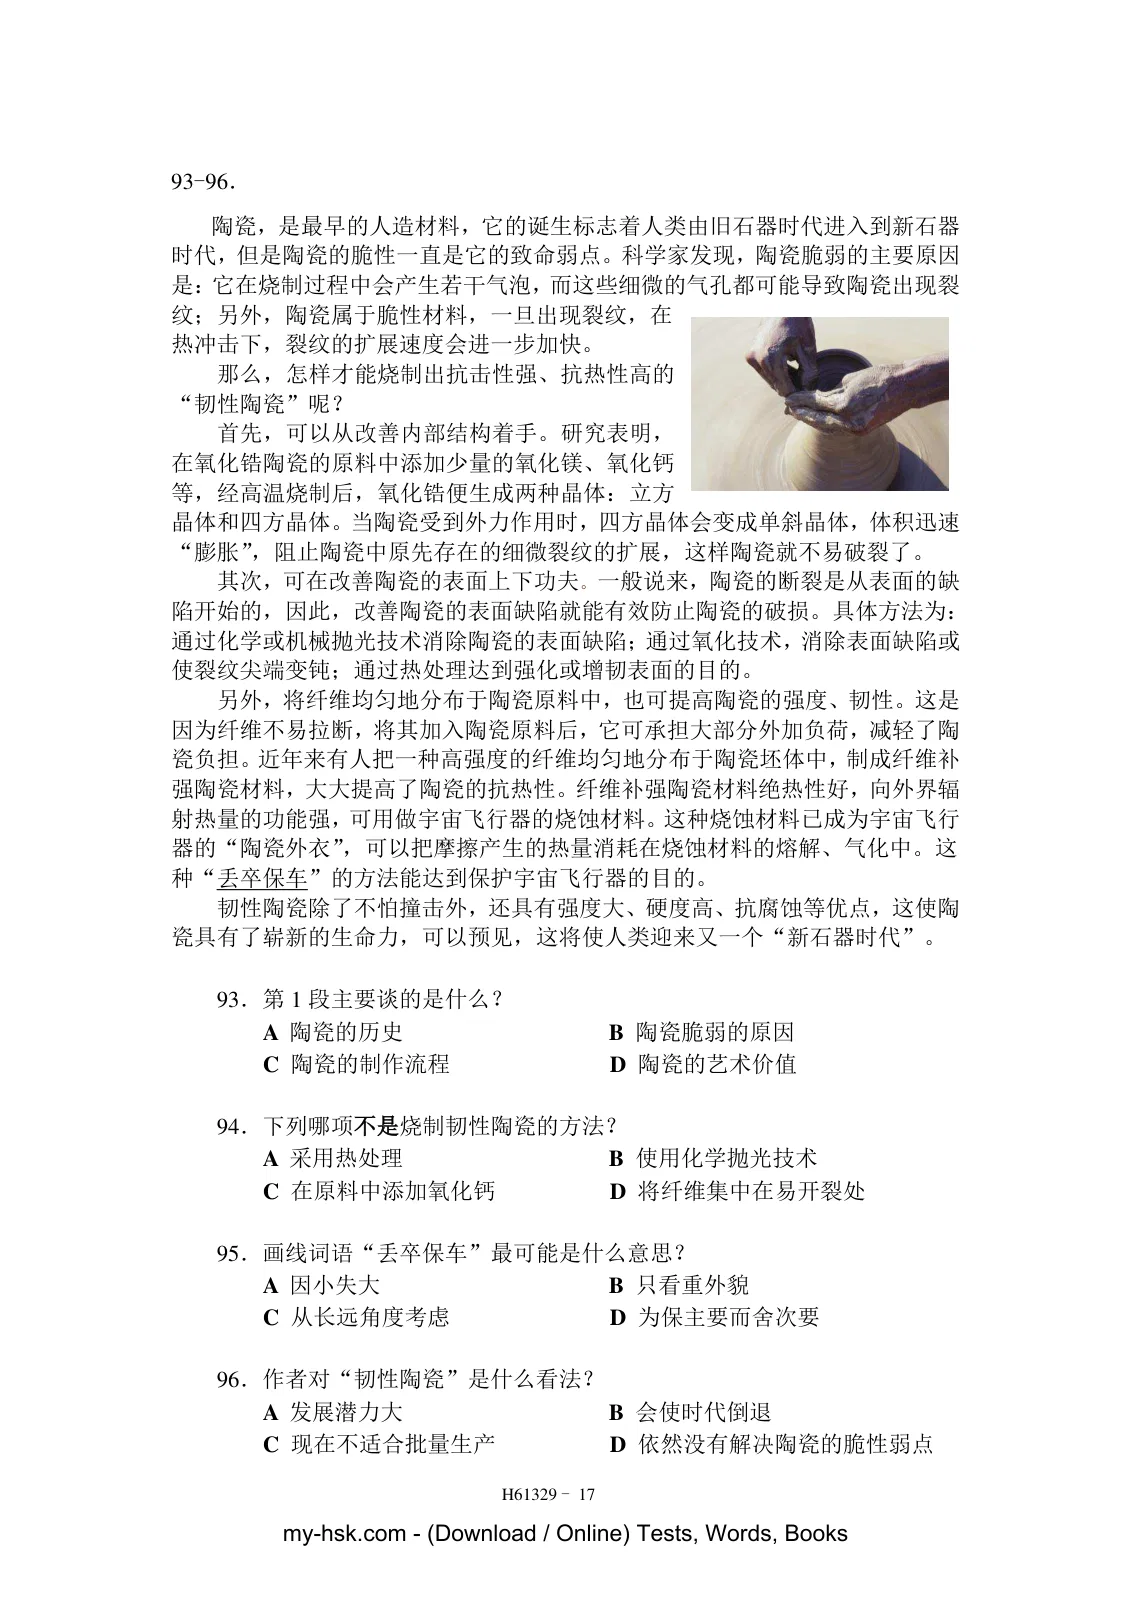 93-96．
陶瓷，是最早的人造材料，它的诞生标志着人类由旧石器时代进入到新石器
时代，但是陶瓷的脆性一直是它的致命弱点。科学家发现，陶瓷脆弱的主要原因
是：它在烧制过程中会产生若干气泡，而这些细微的气孔都可能导致陶瓷出现裂
纹；另外，陶瓷属于脆性材料，一旦出现裂纹，在
热冲击下，裂纹的扩展速度会进一步加快。
那么，怎样才能烧制出抗击性强、抗热性高的
“韧性陶瓷”呢？
首先，可以从改善内部结构着手。研究表明，
在氧化锆陶瓷的原料中添加少量的氧化镁、氧化钙
等，经高温烧制后，氧化锆便生成两种晶体：立方
晶体和四方晶体。当陶瓷受到外力作用时，四方晶体会变成单斜晶体，体积迅速
“膨胀”，阻止陶瓷中原先存在的细微裂纹的扩展，这样陶瓷就不易破裂了。
其次，可在改善陶瓷的表面上下功夫。一般说来，陶瓷的断裂是从表面的缺
陷开始的，因此，改善陶瓷的表面缺陷就能有效防止陶瓷的破损。具体方法为：
通过化学或机械抛光技术消除陶瓷的表面缺陷；通过氧化技术，消除表面缺陷或
使裂纹尖端变钝；通过热处理达到强化或增韧表面的目的。
另外，将纤维均匀地分布于陶瓷原料中，也可提高陶瓷的强度、韧性。这是
因为纤维不易拉断，将其加入陶瓷原料后，它可承担大部分外加负荷，减轻了陶
瓷负担。近年来有人把一种高强度的纤维均匀地分布于陶瓷坯体中，制成纤维补
强陶瓷材料，大大提高了陶瓷的抗热性。纤维补强陶瓷材料绝热性好，向外界辐
射热量的功能强，可用做宇宙飞行器的烧蚀材料。这种烧蚀材料已成为宇宙飞行
器的“陶瓷外衣”，可以把摩擦产生的热量消耗在烧蚀材料的熔解、气化中。这
种“丢卒保车”的方法能达到保护宇宙飞行器的目的。
韧性陶瓷除了不怕撞击外，还具有强度大、硬度高、抗腐蚀等优点，这使陶
瓷具有了崭新的生命力，可以预见，这将使人类迎来又一个“新石器时代”。
93．第 1 段主要谈的是什么？
A 陶瓷的历史 B 陶瓷脆弱的原因
C 陶瓷的制作流程 D 陶瓷的艺术价值
94．下列哪项不是烧制韧性陶瓷的方法？
A 采用热处理 B 使用化学抛光技术
C 在原料中添加氧化钙 D 将纤维集中在易开裂处
95．画线词语“丢卒保车”最可能是什么意思？
A 因小失大 B 只看重外貌
C 从长远角度考虑 D 为保主要而舍次要
96．作者对“韧性陶瓷”是什么看法？
A 发展潜力大 B 会使时代倒退
C 现在不适合批量生产 D 依然没有解决陶瓷的脆性弱点
H61329 - 17
my-hsk.com - (Download / Online) Tests, Words, Books